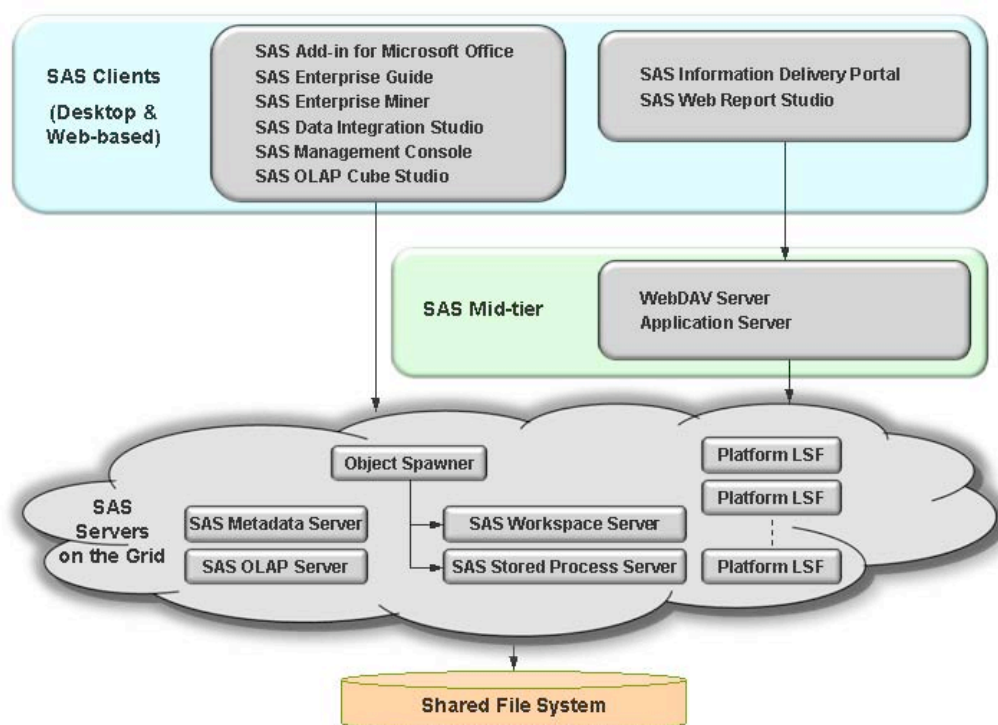 SAS Clients
(Desktop &
Web-based)
SAS Add-in for Microsoft Office
SAS Enterprise Guide
SAS Enterprise Miner
SAS Data Integration Studio
SAS Management Console
SAS OLAP Cube Studio
SAS Information Delivery Portal
SAS Web Report Studio
SAS Mid-tier
WebDAV Server
Application Server
SAS
Servers
on the Grid
Object Spawner
SAS Metadata Server
SAS OLAP Server
SAS Workspace Server
SAS Stored Process Server
Platform LSF
Platform LSF
Platform LSF
Shared File System